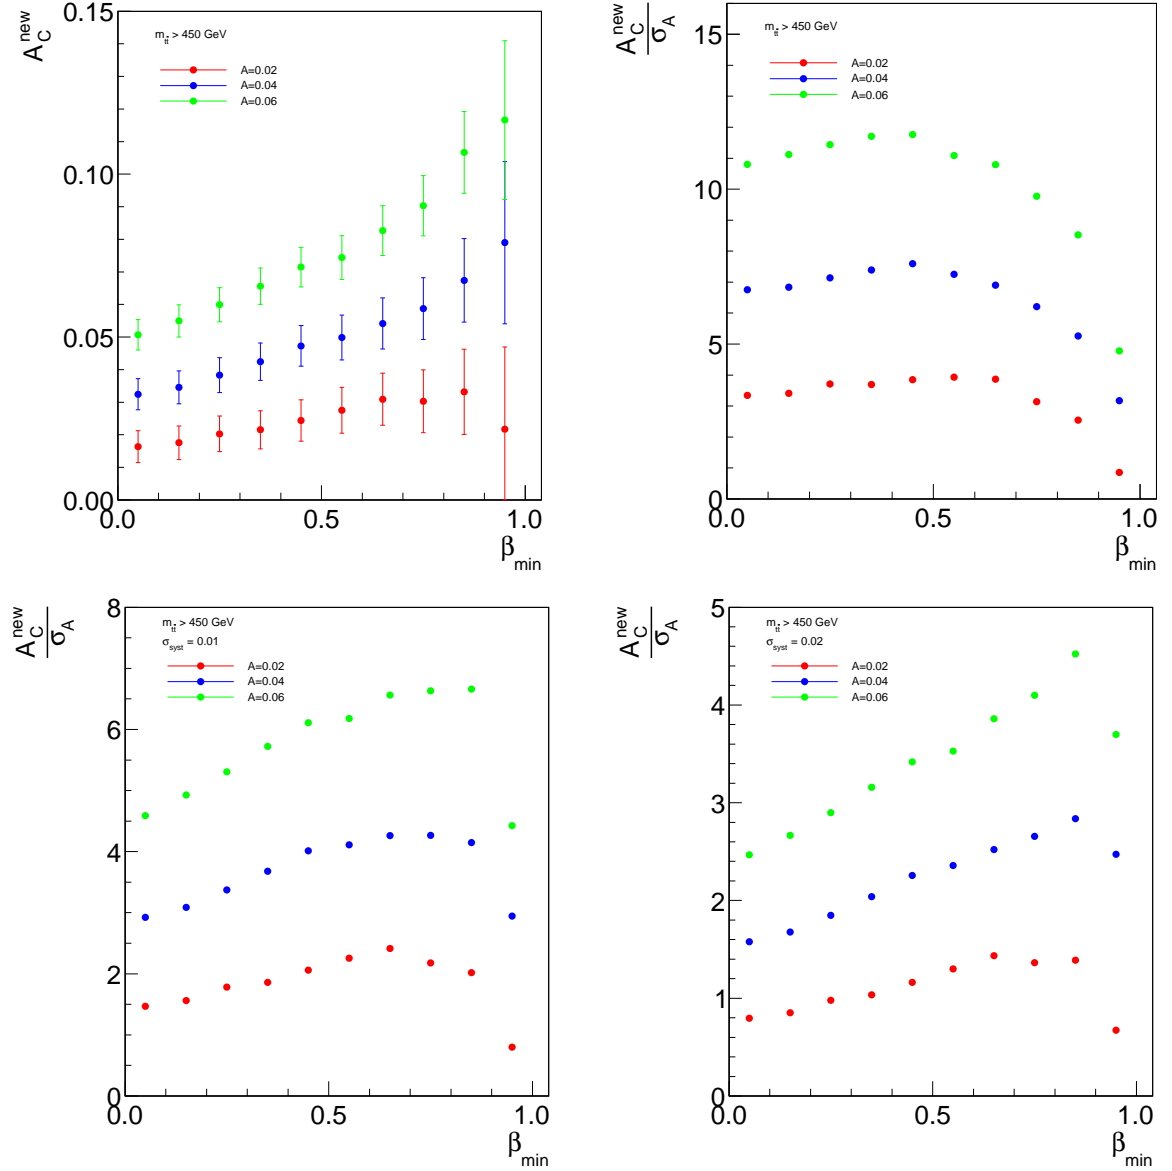 A_C^new
0.15
0.10
0.05
0.00
m_tt̄ > 450 GeV
A=0.02
A=0.04
A=0.06
0.0 0.5 1.0
β_min
A_C^new
σ_A
15
10
5
0
m_tt̄ > 450 GeV
A=0.02
A=0.04
A=0.06
0.0 0.5 1.0
β_min
A_C^new
σ_A
8
6
4
2
0
m_tt̄ > 450 GeV
σ_syst = 0.01
A=0.02
A=0.04
A=0.06
0.0 0.5 1.0
β_min
A_C^new
σ_A
5
4
3
2
1
0
m_tt̄ > 450 GeV
σ_syst = 0.02
A=0.02
A=0.04
A=0.06
0.0 0.5 1.0
β_min